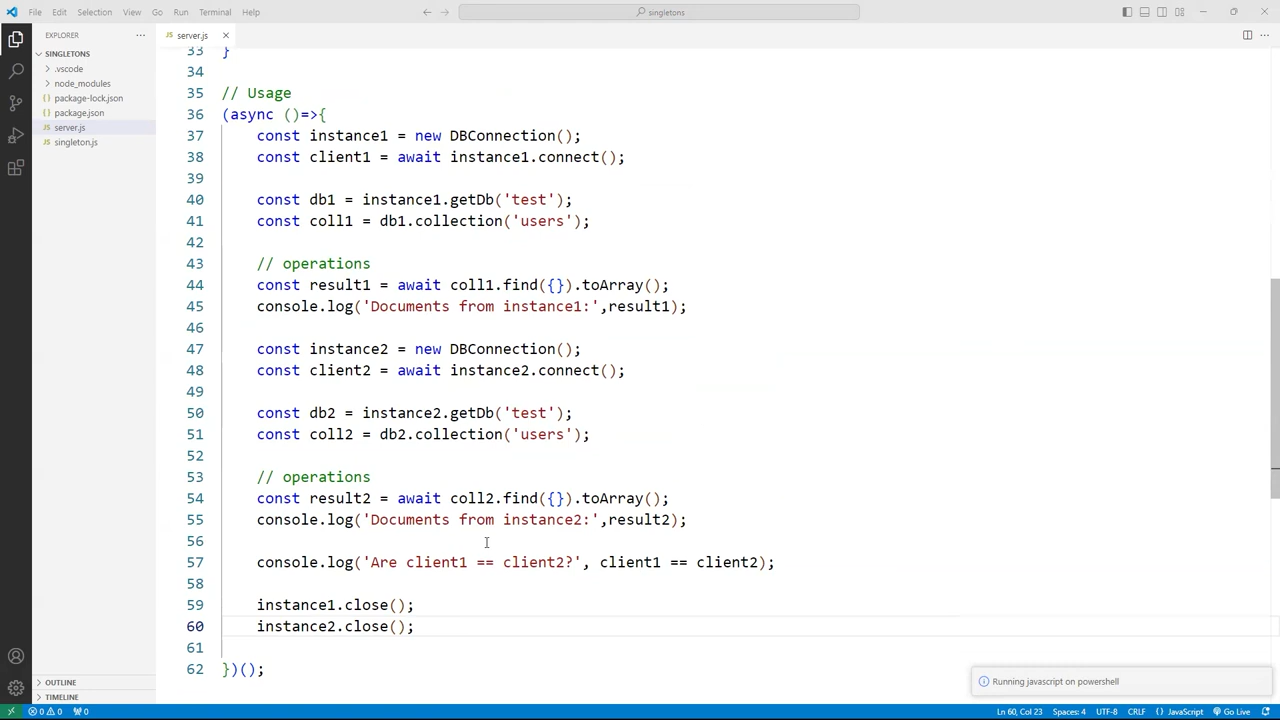 File Edit Selection View Go Run Terminal Help
singletons
EXPLORER
server.js
SINGLETONS
.vscode
node_modules
package-lock.json
package.json
server.js
singleton.js
33 }
34
35 // Usage
36 (async ()=>{
37 const instance1 = new DBConnection();
38 const client1 = await instance1.connect();
39
40 const db1 = instance1.getDb('test');
41 const coll1 = db1.collection('users');
42
43 // operations
44 const result1 = await coll1.find({}).toArray();
45 console.log('Documents from instance1:',result1);
46
47 const instance2 = new DBConnection();
48 const client2 = await instance2.connect();
49
50 const db2 = instance2.getDb('test');
51 const coll2 = db2.collection('users');
52
53 // operations
54 const result2 = await coll2.find({}).toArray();
55 console.log('Documents from instance2:',result2);
56
57 console.log('Are client1 == client2?', client1 == client2);
58
59 instance1.close();
60 instance2.close();
61
62 })();
OUTLINE
TIMELINE
Running javascript on powershell
0 0 0 Ln 60, Col 23 Spaces: 4 UTF-8 CRLF {} JavaScript Go Live